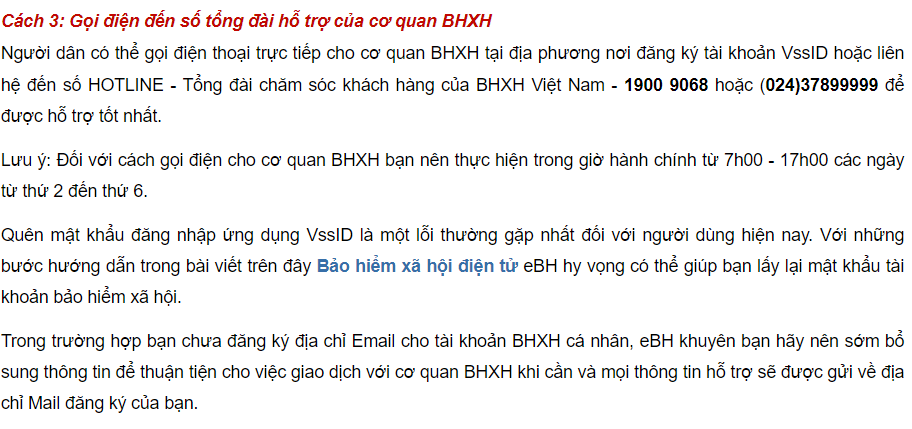 Cách 3: Gọi điện đến số tổng đài hỗ trợ của cơ quan BHXH
Người dân có thể gọi điện thoại trực tiếp cho cơ quan BHXH tại địa phương nơi đăng ký tài khoản VssID hoặc liên
hệ đến số HOTLINE - Tổng đài chăm sóc khách hàng của BHXH Việt Nam - 1900 9068 hoặc (024)37899999 để
được hỗ trợ tốt nhất.
Lưu ý: Đối với cách gọi điện cho cơ quan BHXH bạn nên thực hiện trong giờ hành chính từ 7h00 - 17h00 các ngày
từ thứ 2 đến thứ 6.
Quên mật khẩu đăng nhập ứng dụng VssID là một lỗi thường gặp nhất đối với người dùng hiện nay. Với những
bước hướng dẫn trong bài viết trên đây Bảo hiểm xã hội điện tử eBH hy vọng có thể giúp bạn lấy lại mật khẩu tài
khoản bảo hiểm xã hội.
Trong trường hợp bạn chưa đăng ký địa chỉ Email cho tài khoản BHXH cá nhân, eBH khuyên bạn hãy nên sớm bổ
sung thông tin để thuận tiện cho việc giao dịch với cơ quan BHXH khi cần và mọi thông tin hỗ trợ sẽ được gửi về địa
chỉ Mail đăng ký của bạn.